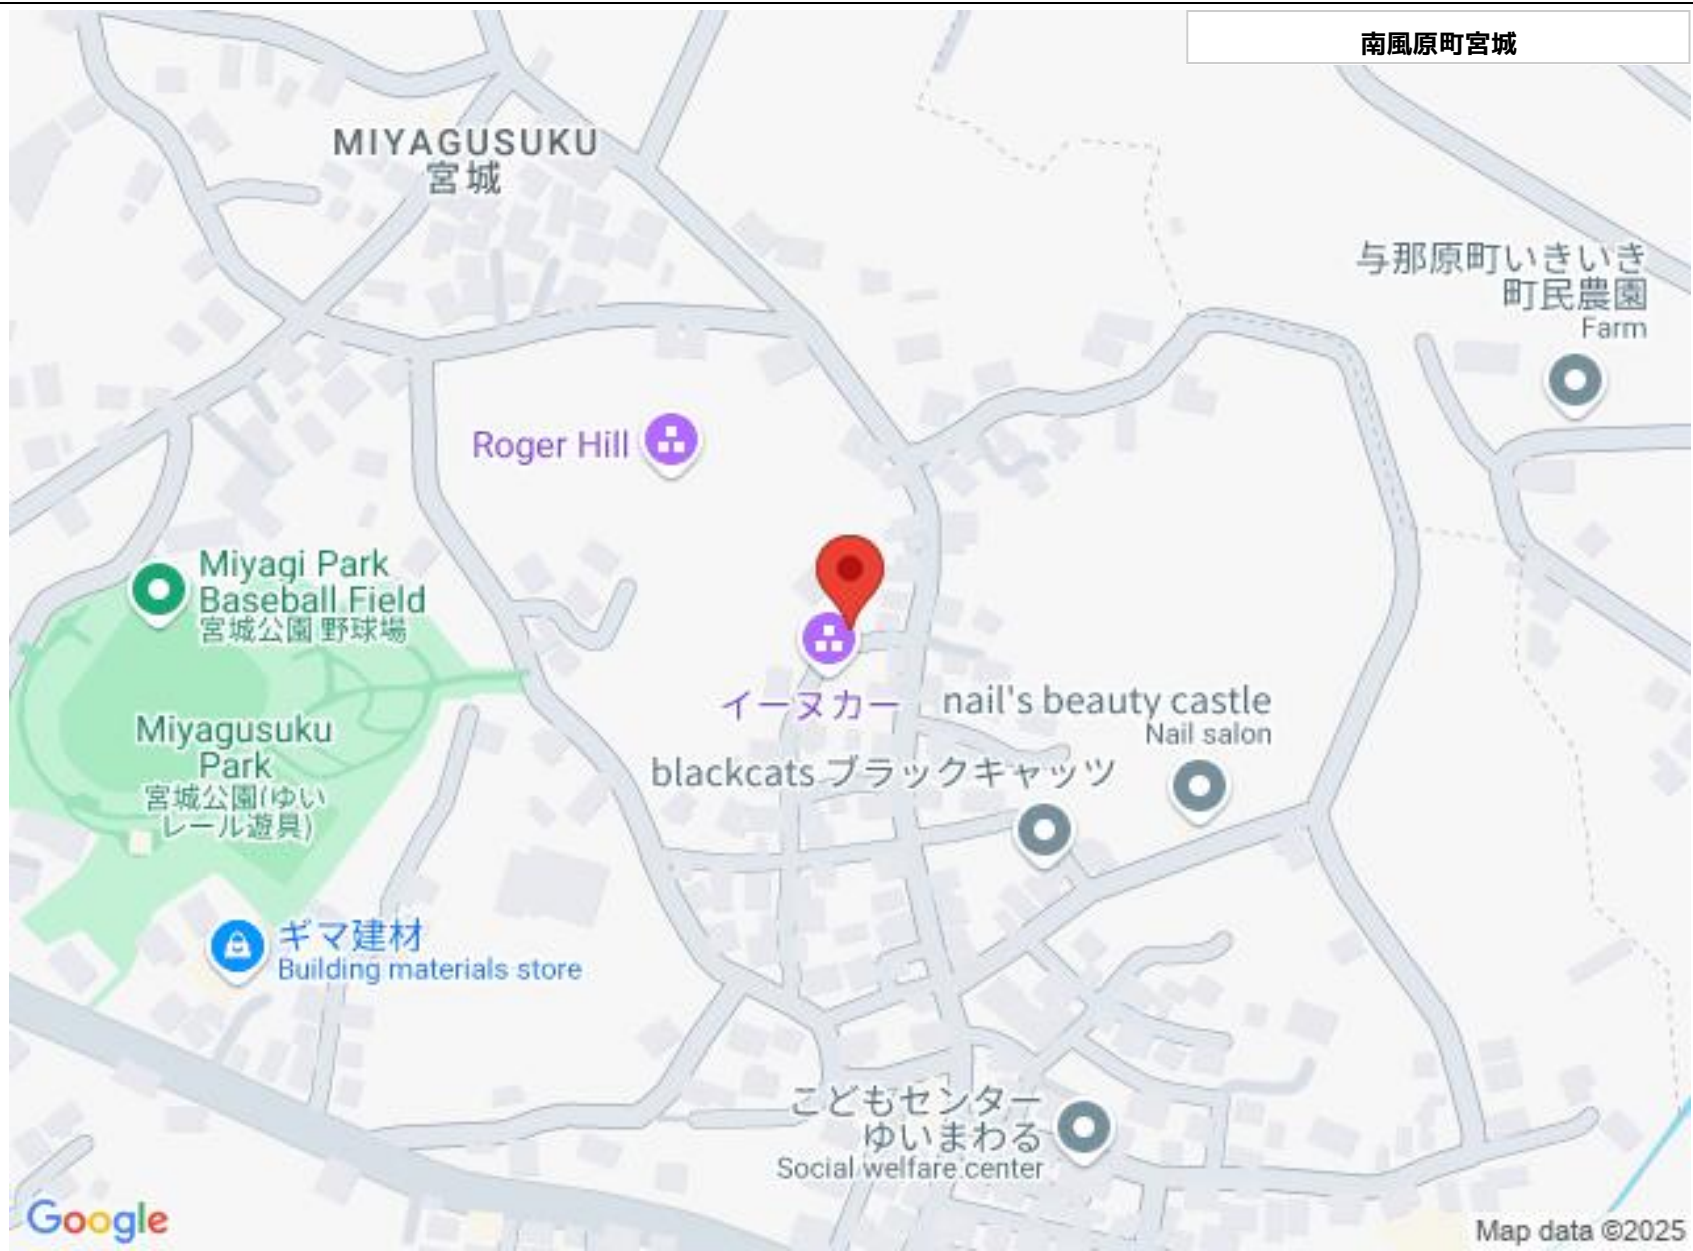 南風原町宮城
MIYAGUSUKU
宮城
与那原町いきいき
町民農園
Farm
Roger Hill
Miyagi Park
Baseball Field
宮城公園 野球場
イーヌカー
nail's beauty castle
Nail salon
Miyagusuku
Park
宮城公園(ゆい
レール遊具)
blackcats ブラックキャッツ
ギマ建材
Building materials store
こどもセンター
ゆいまわる
Social welfare center
Google
Map data ©2025